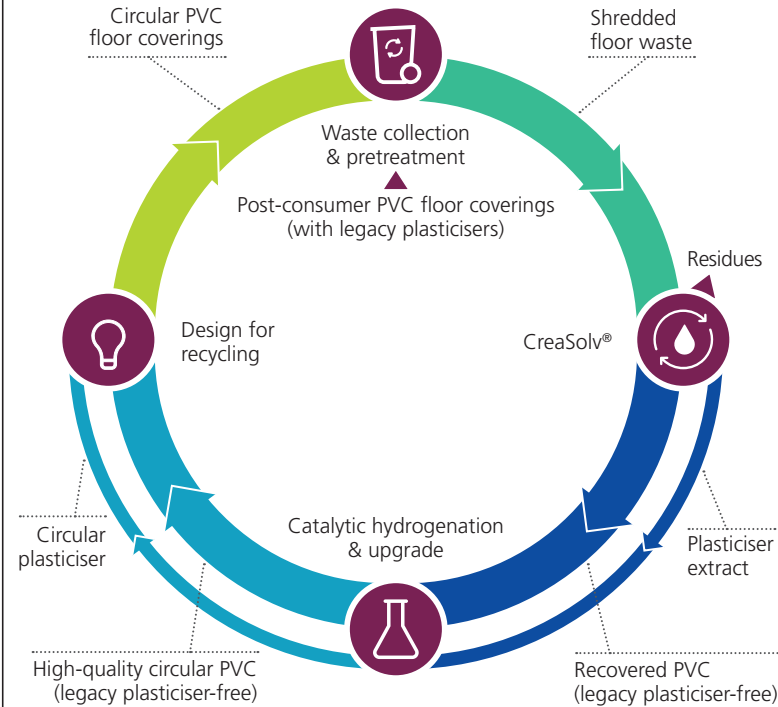 Circular PVC
floor coverings
Shredded
floor waste
Waste collection
& pretreatment
Post-consumer PVC floor coverings
(with legacy plasticisers)
Residues
Design for
recycling
CreaSolv®
Catalytic hydrogenation
& upgrade
Circular
plasticiser
Plasticiser
extract
High-quality circular PVC
(legacy plasticiser-free)
Recovered PVC
(legacy plasticiser-free)